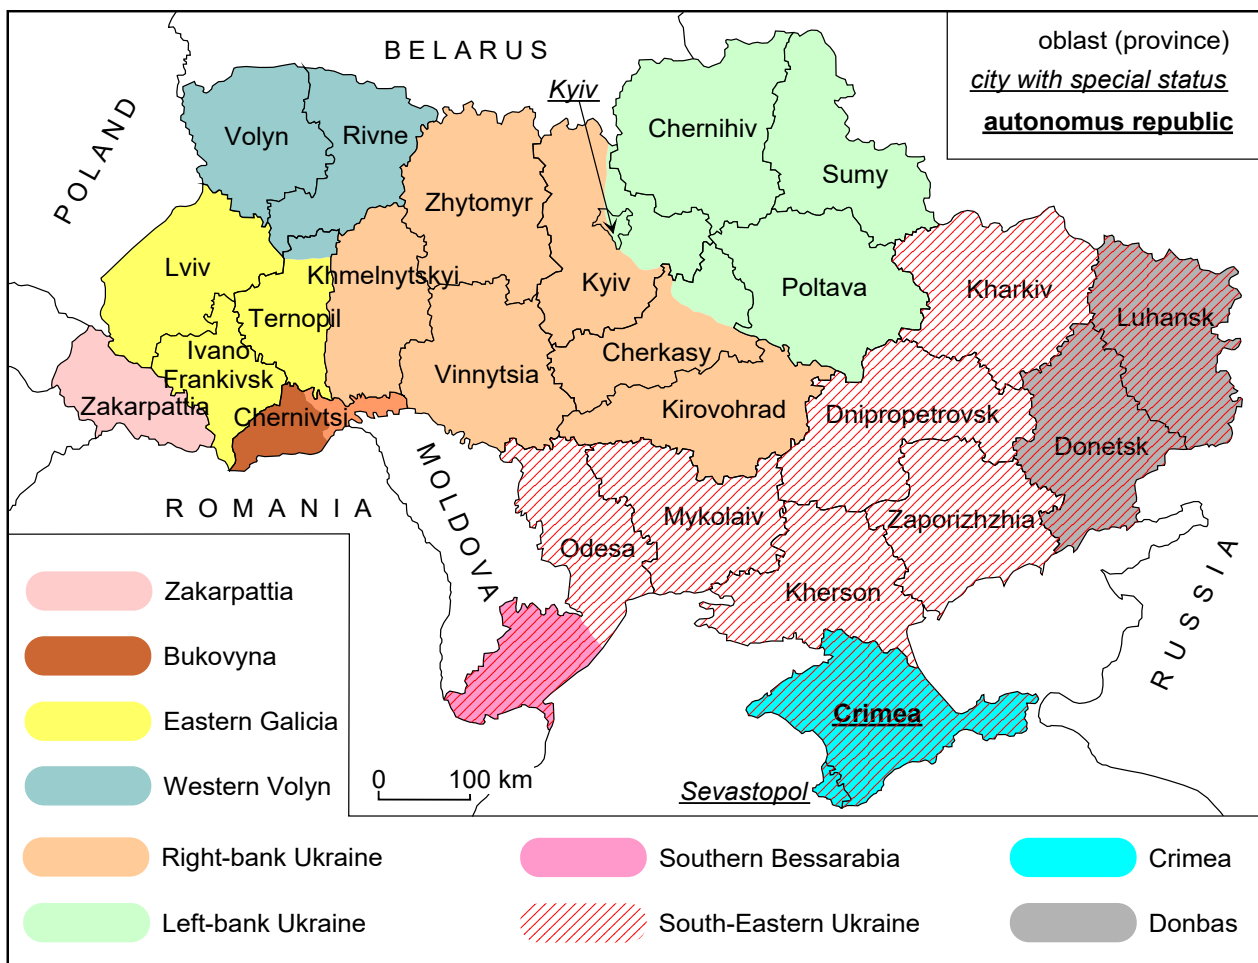 BELARUS
oblast (province)
city with special status
autonomus republic
Kyiv
POLAND
Volyn
Rivne
Chernihiv
Sumy
Zhytomyr
Lviv
Khmelnytskyi
Kyiv
Poltava
Kharkiv
Luhansk
Ternopil
Ivano
Frankivsk
Cherkasy
Vinnytsia
Zakarpattia
Chernivtsi
Kirovohrad
Dnipropetrovsk
Donetsk
ROMANIA
MOLDOVA
Odesa
Mykolaiv
Zaporizhzhia
Kherson
RUSSIA
Crimea
Sevastopol
0 100 km
Zakarpattia
Bukovyna
Eastern Galicia
Western Volyn
Right-bank Ukraine
Left-bank Ukraine
Southern Bessarabia
South-Eastern Ukraine
Crimea
Donbas